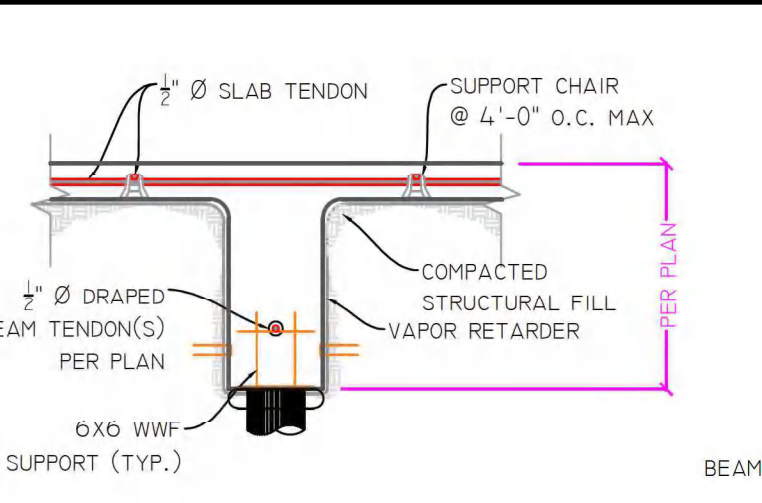 ½" Ø SLAB TENDON
SUPPORT CHAIR
@ 4'-0" O.C. MAX
PER PLAN
COMPACTED
STRUCTURAL FILL
VAPOR RETARDER
½" Ø DRAPED
EAM TENDON(S)
PER PLAN
6X6 WWF
SUPPORT (TYP.)
BEAM